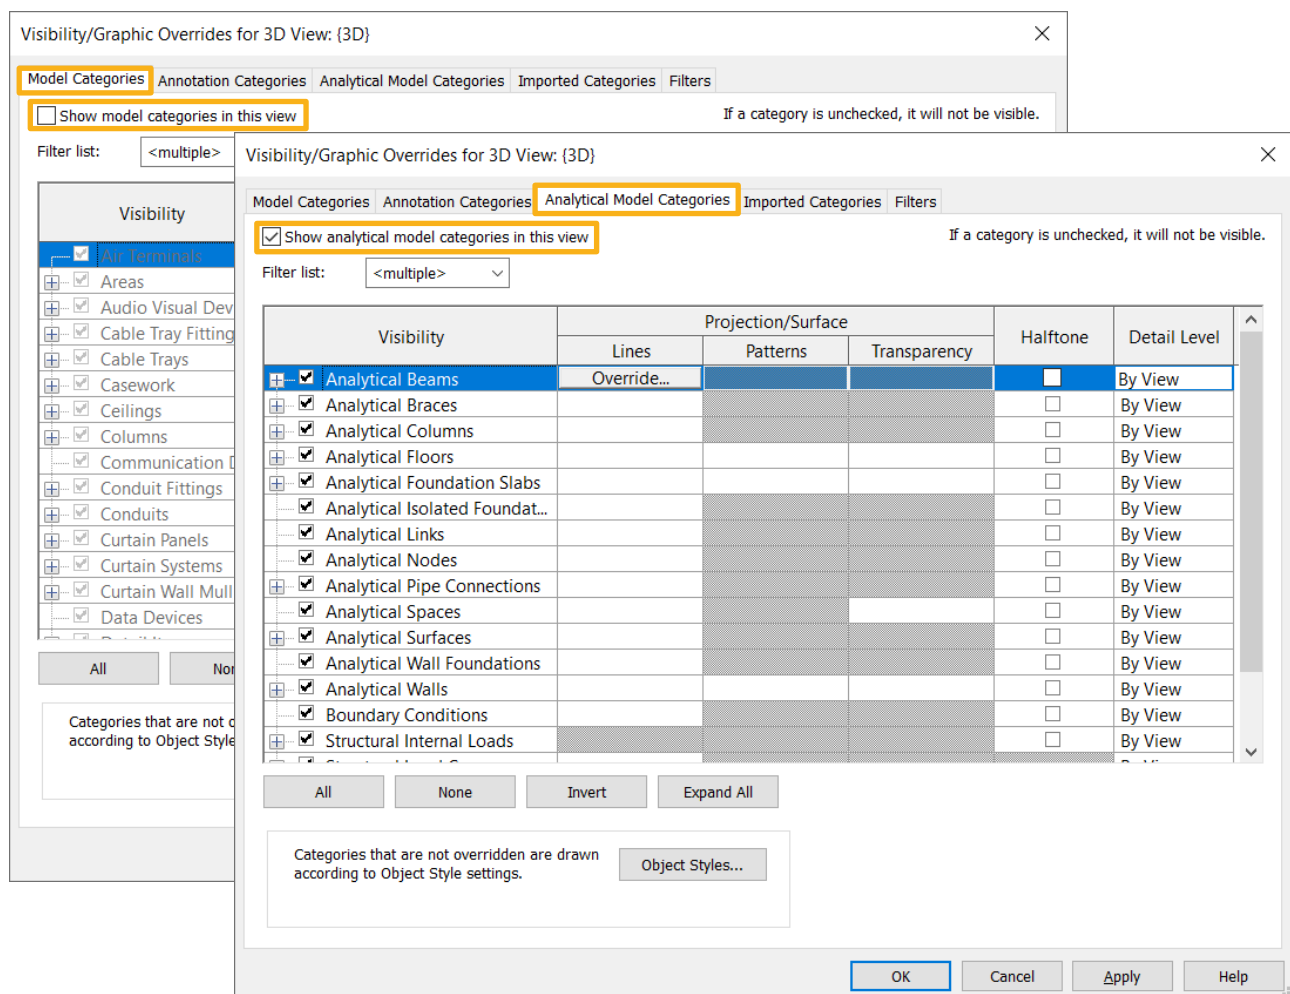 Visibility/Graphic Overrides for 3D View: {3D}
Model Categories Annotation Categories Analytical Model Categories Imported Categories Filters
Show model categories in this view If a category is unchecked, it will not be visible.
Filter list: <multiple>
Visibility
Air Terminals
Areas
Audio Visual Dev
Cable Tray Fitting
Cable Trays
Casework
Ceilings
Columns
Communication
Conduit Fittings
Conduits
Curtain Panels
Curtain Systems
Curtain Wall Mull
Data Devices
All Nor
Categories that are not o
according to Object Style
Visibility/Graphic Overrides for 3D View: {3D}
Model Categories Annotation Categories Analytical Model Categories Imported Categories Filters
Show analytical model categories in this view If a category is unchecked, it will not be visible.
Filter list: <multiple>
Visibility Projection/Surface Halftone Detail Level
Lines Patterns Transparency
Analytical Beams Override... By View
Analytical Braces By View
Analytical Columns By View
Analytical Floors By View
Analytical Foundation Slabs By View
Analytical Isolated Foundat... By View
Analytical Links By View
Analytical Nodes By View
Analytical Pipe Connections By View
Analytical Spaces By View
Analytical Surfaces By View
Analytical Wall Foundations By View
Analytical Walls By View
Boundary Conditions By View
Structural Internal Loads By View
All None Invert Expand All
Categories that are not overridden are drawn
according to Object Style settings.
Object Styles...
OK Cancel Apply Help